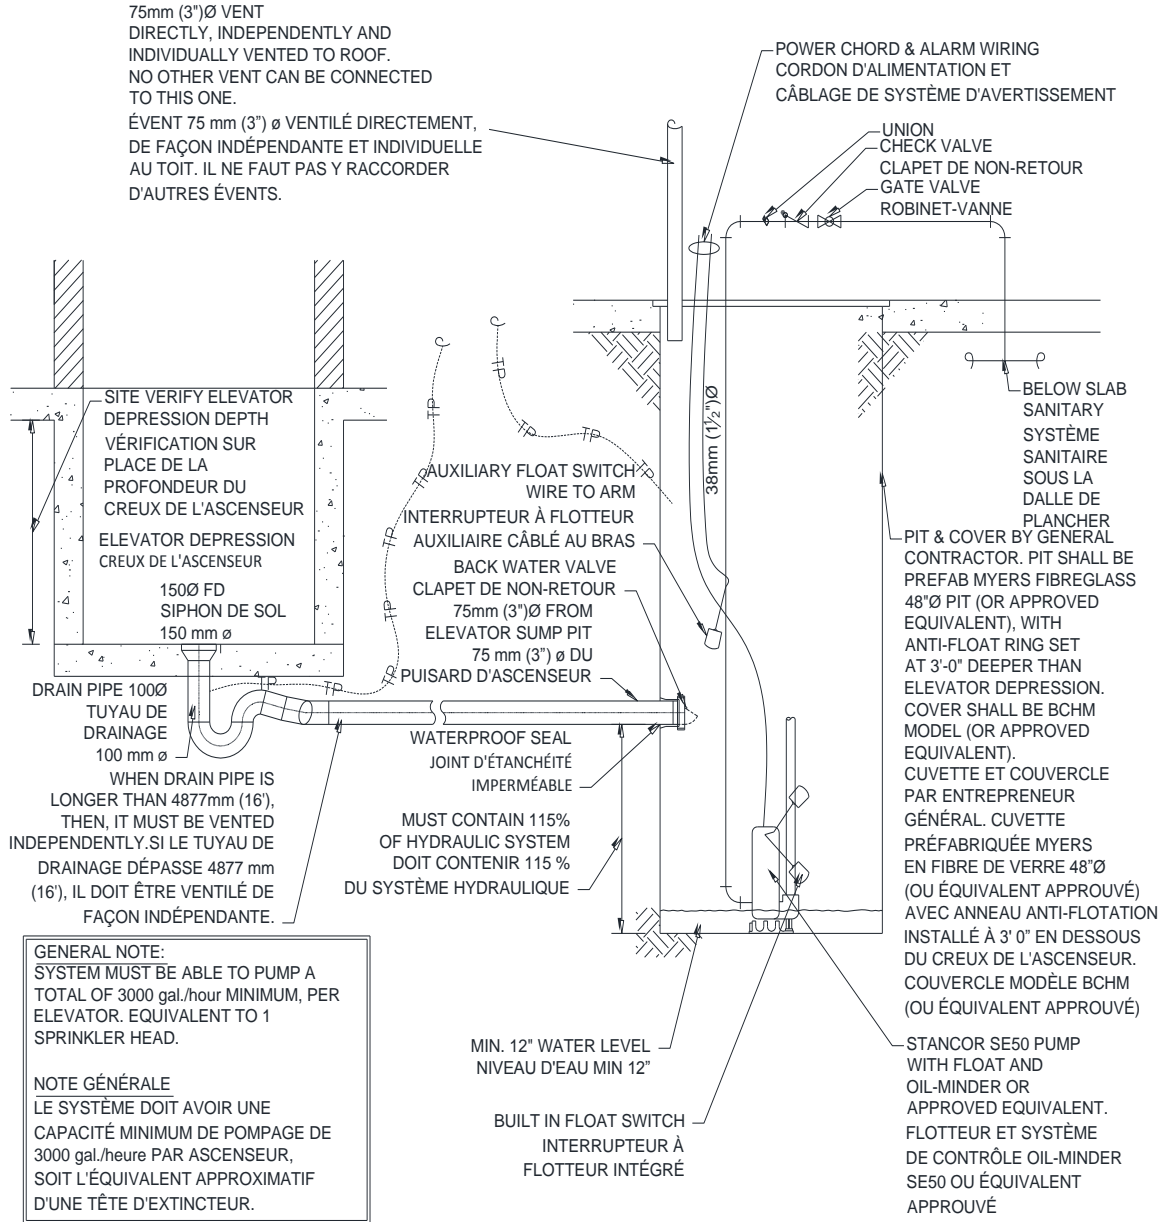 75mm (3")Ø VENT
DIRECTLY, INDEPENDENTLY AND
INDIVIDUALLY VENTED TO ROOF.
NO OTHER VENT CAN BE CONNECTED
TO THIS ONE.
ÉVENT 75 mm (3”) ø VENTILÉ DIRECTEMENT,
DE FAÇON INDÉPENDANTE ET INDIVIDUELLE
AU TOIT. IL NE FAUT PAS Y RACCORDER
D'AUTRES ÉVENTS.
POWER CHORD & ALARM WIRING
CORDON D'ALIMENTATION ET
CÂBLAGE DE SYSTÈME D'AVERTISSEMENT
UNION
CHECK VALVE
CLAPET DE NON-RETOUR
GATE VALVE
ROBINET-VANNE
SITE VERIFY ELEVATOR
DEPRESSION DEPTH
VÉRIFICATION SUR
PLACE DE LA
PROFONDEUR DU
CREUX DE L'ASCENSEUR
ELEVATOR DEPRESSION
CREUX DE L'ASCENSEUR
150Ø FD
SIPHON DE SOL
150 mm ø
TP
TP
TP
TP
TP
TP
TP
TP
TP
AUXILIARY FLOAT SWITCH
WIRE TO ARM
INTERRUPTEUR À FLOTTEUR
AUXILIAIRE CÂBLÉ AU BRAS
BACK WATER VALVE
CLAPET DE NON-RETOUR
75mm (3")Ø FROM
ELEVATOR SUMP PIT
75 mm (3”) ø DU
PUISARD D'ASCENSEUR
38mm (1½")Ø
BELOW SLAB
SANITARY
SYSTÈME
SANITAIRE
SOUS LA
DALLE DE
PLANCHER
PIT & COVER BY GENERAL
CONTRACTOR. PIT SHALL BE
PREFAB MYERS FIBREGLASS
48"Ø PIT (OR APPROVED
EQUIVALENT), WITH
ANTI-FLOAT RING SET
AT 3'-0" DEEPER THAN
ELEVATOR DEPRESSION.
COVER SHALL BE BCHM
MODEL (OR APPROVED
EQUIVALENT).
CUVETTE ET COUVERCLE
PAR ENTREPRENEUR
GÉNÉRAL. CUVETTE
PRÉFABRIQUÉE MYERS
EN FIBRE DE VERRE 48”Ø
(OU ÉQUIVALENT APPROUVÉ)
AVEC ANNEAU ANTI-FLOTATION
INSTALLÉ À 3' 0” EN DESSOUS
DU CREUX DE L'ASCENSEUR.
COUVERCLE MODÈLE BCHM
(OU ÉQUIVALENT APPROUVÉ)
DRAIN PIPE 100Ø
TUYAU DE
DRAINAGE
100 mm ø
WHEN DRAIN PIPE IS
LONGER THAN 4877mm (16'),
THEN, IT MUST BE VENTED
INDEPENDENTLY.SI LE TUYAU DE
DRAINAGE DÉPASSE 4877 mm
(16'), IL DOIT ÊTRE VENTILÉ DE
FAÇON INDÉPENDANTE.
WATERPROOF SEAL
JOINT D'ÉTANCHÉITÉ
IMPERMÉABLE
MUST CONTAIN 115%
OF HYDRAULIC SYSTEM
DOIT CONTENIR 115 %
DU SYSTÈME HYDRAULIQUE
GENERAL NOTE:
SYSTEM MUST BE ABLE TO PUMP A
TOTAL OF 3000 gal./hour MINIMUM, PER
ELEVATOR. EQUIVALENT TO 1
SPRINKLER HEAD.
NOTE GÉNÉRALE
LE SYSTÈME DOIT AVOIR UNE
CAPACITÉ MINIMUM DE POMPAGE DE
3000 gal./heure PAR ASCENSEUR,
SOIT L'ÉQUIVALENT APPROXIMATIF
D'UNE TÊTE D'EXTINCTEUR.
MIN. 12" WATER LEVEL
NIVEAU D'EAU MIN 12”
BUILT IN FLOAT SWITCH
INTERRUPTEUR À
FLOTTEUR INTÉGRÉ
STANCOR SE50 PUMP
WITH FLOAT AND
OIL-MINDER OR
APPROVED EQUIVALENT.
FLOTTEUR ET SYSTÈME
DE CONTRÔLE OIL-MINDER
SE50 OU ÉQUIVALENT
APPROUVÉ